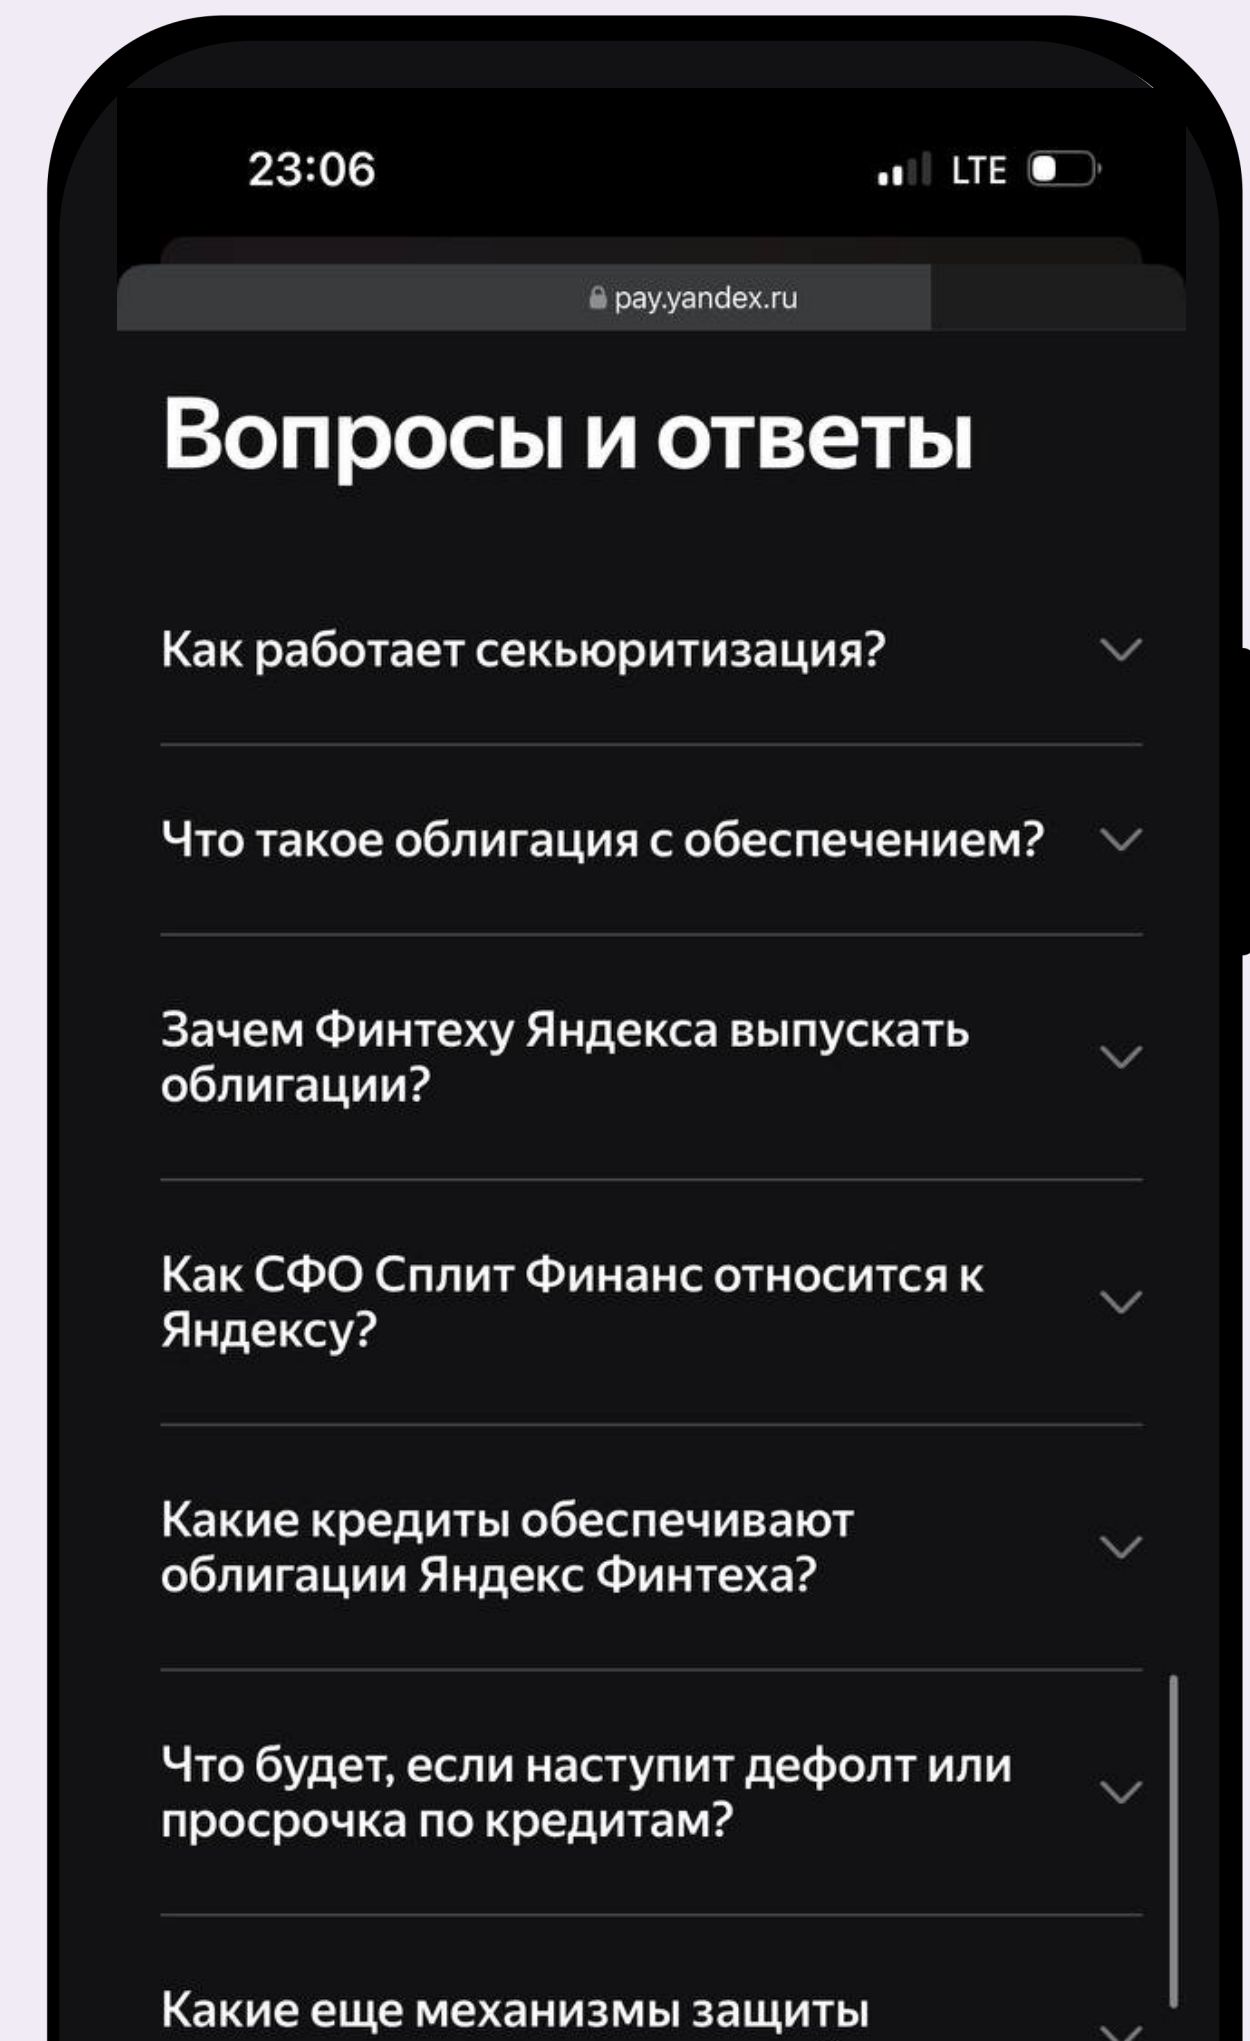 23:06
LTE
pay.yandex.ru
Вопросы и ответы
Как работает секьюритизация?
Что такое облигация с обеспечением?
Зачем Финтеху Яндекса выпускать
облигации?
Как СФО Сплит Финанс относится к
Яндексу?
Какие кредиты обеспечивают
облигации Яндекс Финтеха?
Что будет, если наступит дефолт или
просрочка по кредитам?
Какие еще механизмы защиты